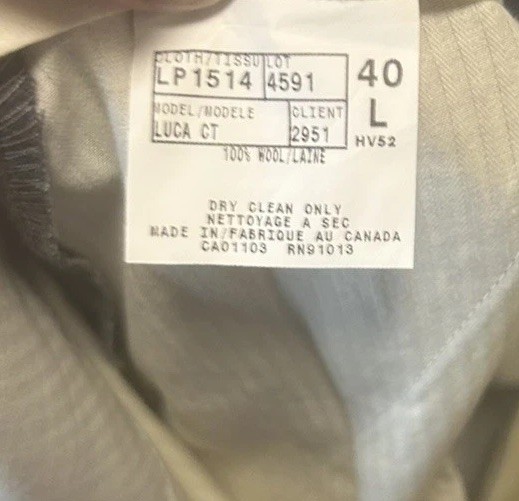 CLOTH/TISSU LOT
LP1514 4591
40
L
HV52
MODEL/MODELE CLIENT
LUCA CT 2951
100% WOOL/LAINE
DRY CLEAN ONLY
NETTOYAGE A SEC
MADE IN/FABRIQUE AU CANADA
CA01103 RN91013